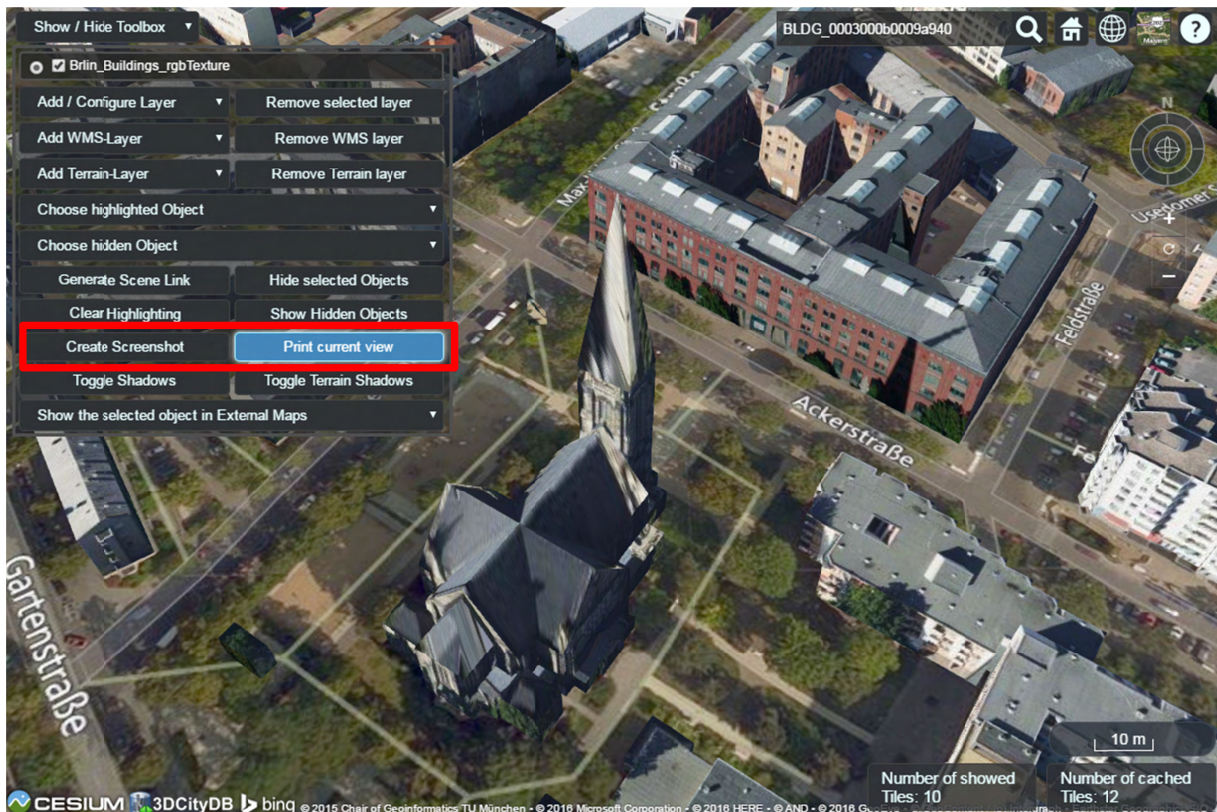 Show / Hide Toolbox
BLDG_0003000b0009a940
Brlin_Buildings_rgbTexture
Add / Configure Layer
Remove selected layer
Add WMS-Layer
Remove WMS layer
Add Terrain-Layer
Remove Terrain layer
Choose highlighted Object
Choose hidden Object
Generate Scene Link
Hide selected Objects
Clear Highlighting
Show Hidden Objects
Create Screenshot
Print current view
Toggle Shadows
Toggle Terrain Shadows
Show the selected object in External Maps
N
Usedomer
+
−
Feldstraße
Ackerstraße
Gartenstraße
10 m
Number of showed
Tiles: 10
Number of cached
Tiles: 12
CESIUM 3DCityDB bing © 2015 Chair of Geoinformatics TU München • © 2016 Microsoft Corporation • © 2016 HERE • © AND • © 2016